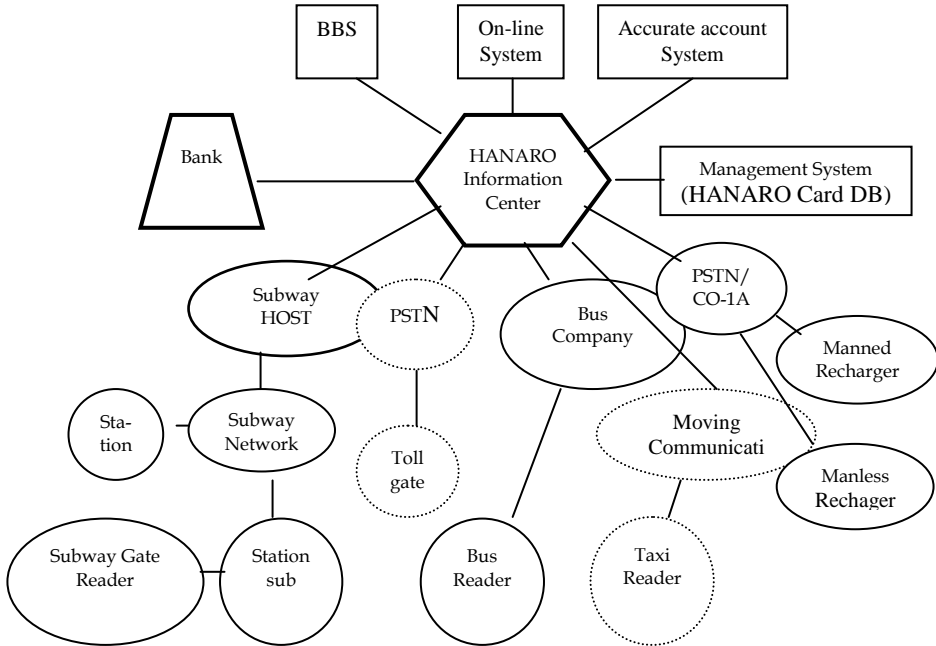 BBS
On-line
System
Accurate account
System
Bank
HANARO
Information
Center
Management System
(HANARO Card DB)
Subway
HOST
PSTN
Bus
Company
PSTN/
CO-1A
Manned
Recharger
Sta-
tion
Subway
Network
Toll
gate
Moving
Communicati
Manless
Rechager
Subway Gate
Reader
Station
sub
Bus
Reader
Taxi
Reader